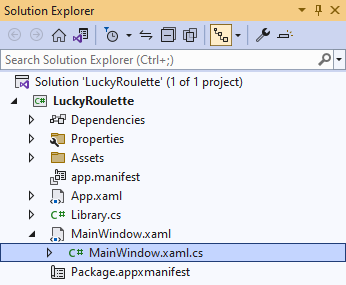 Solution Explorer
Search Solution Explorer (Ctrl+;)
Solution 'LuckyRoulette' (1 of 1 project)
C# LuckyRoulette
Dependencies
Properties
Assets
app.manifest
App.xaml
C# Library.cs
MainWindow.xaml
C# MainWindow.xaml.cs
Package.appxmanifest